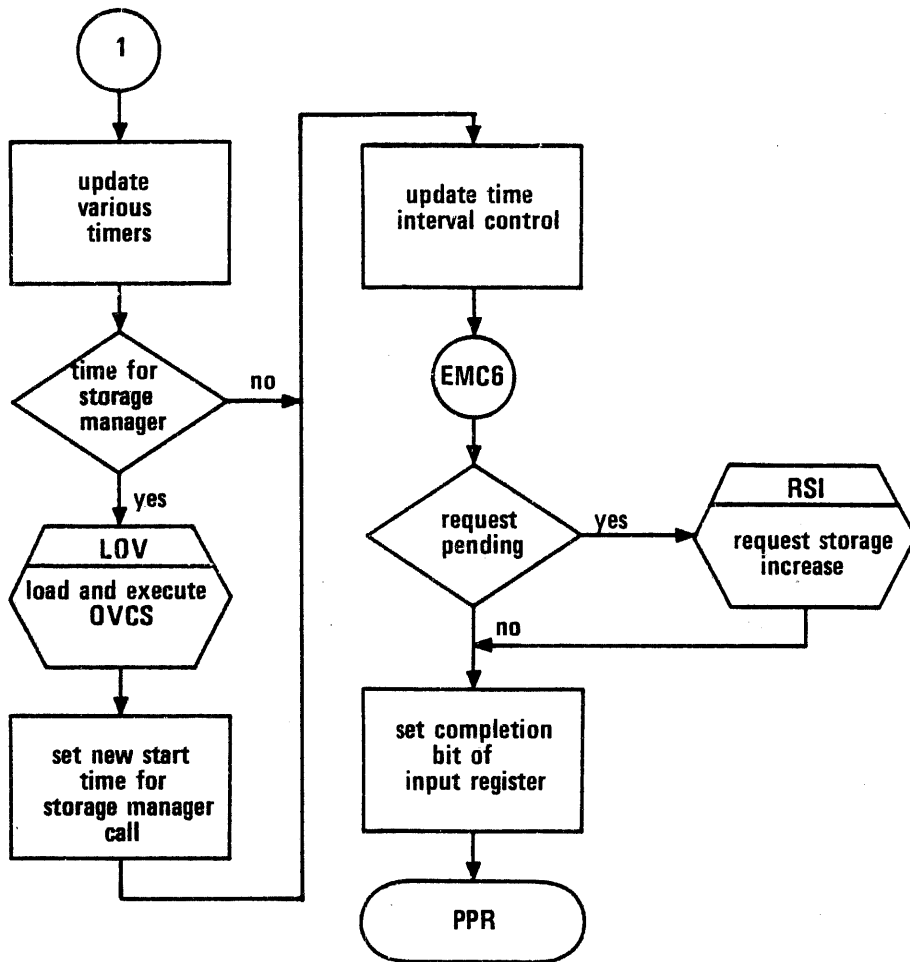 1
update
various
timers
time for
storage
manager
no
yes
LOV
load and execute
OVCS
set new start
time for
storage manager
call
update time
interval control
EMC6
request
pending
yes
RSI
request storage
increase
no
set completion
bit of
input register
PPR